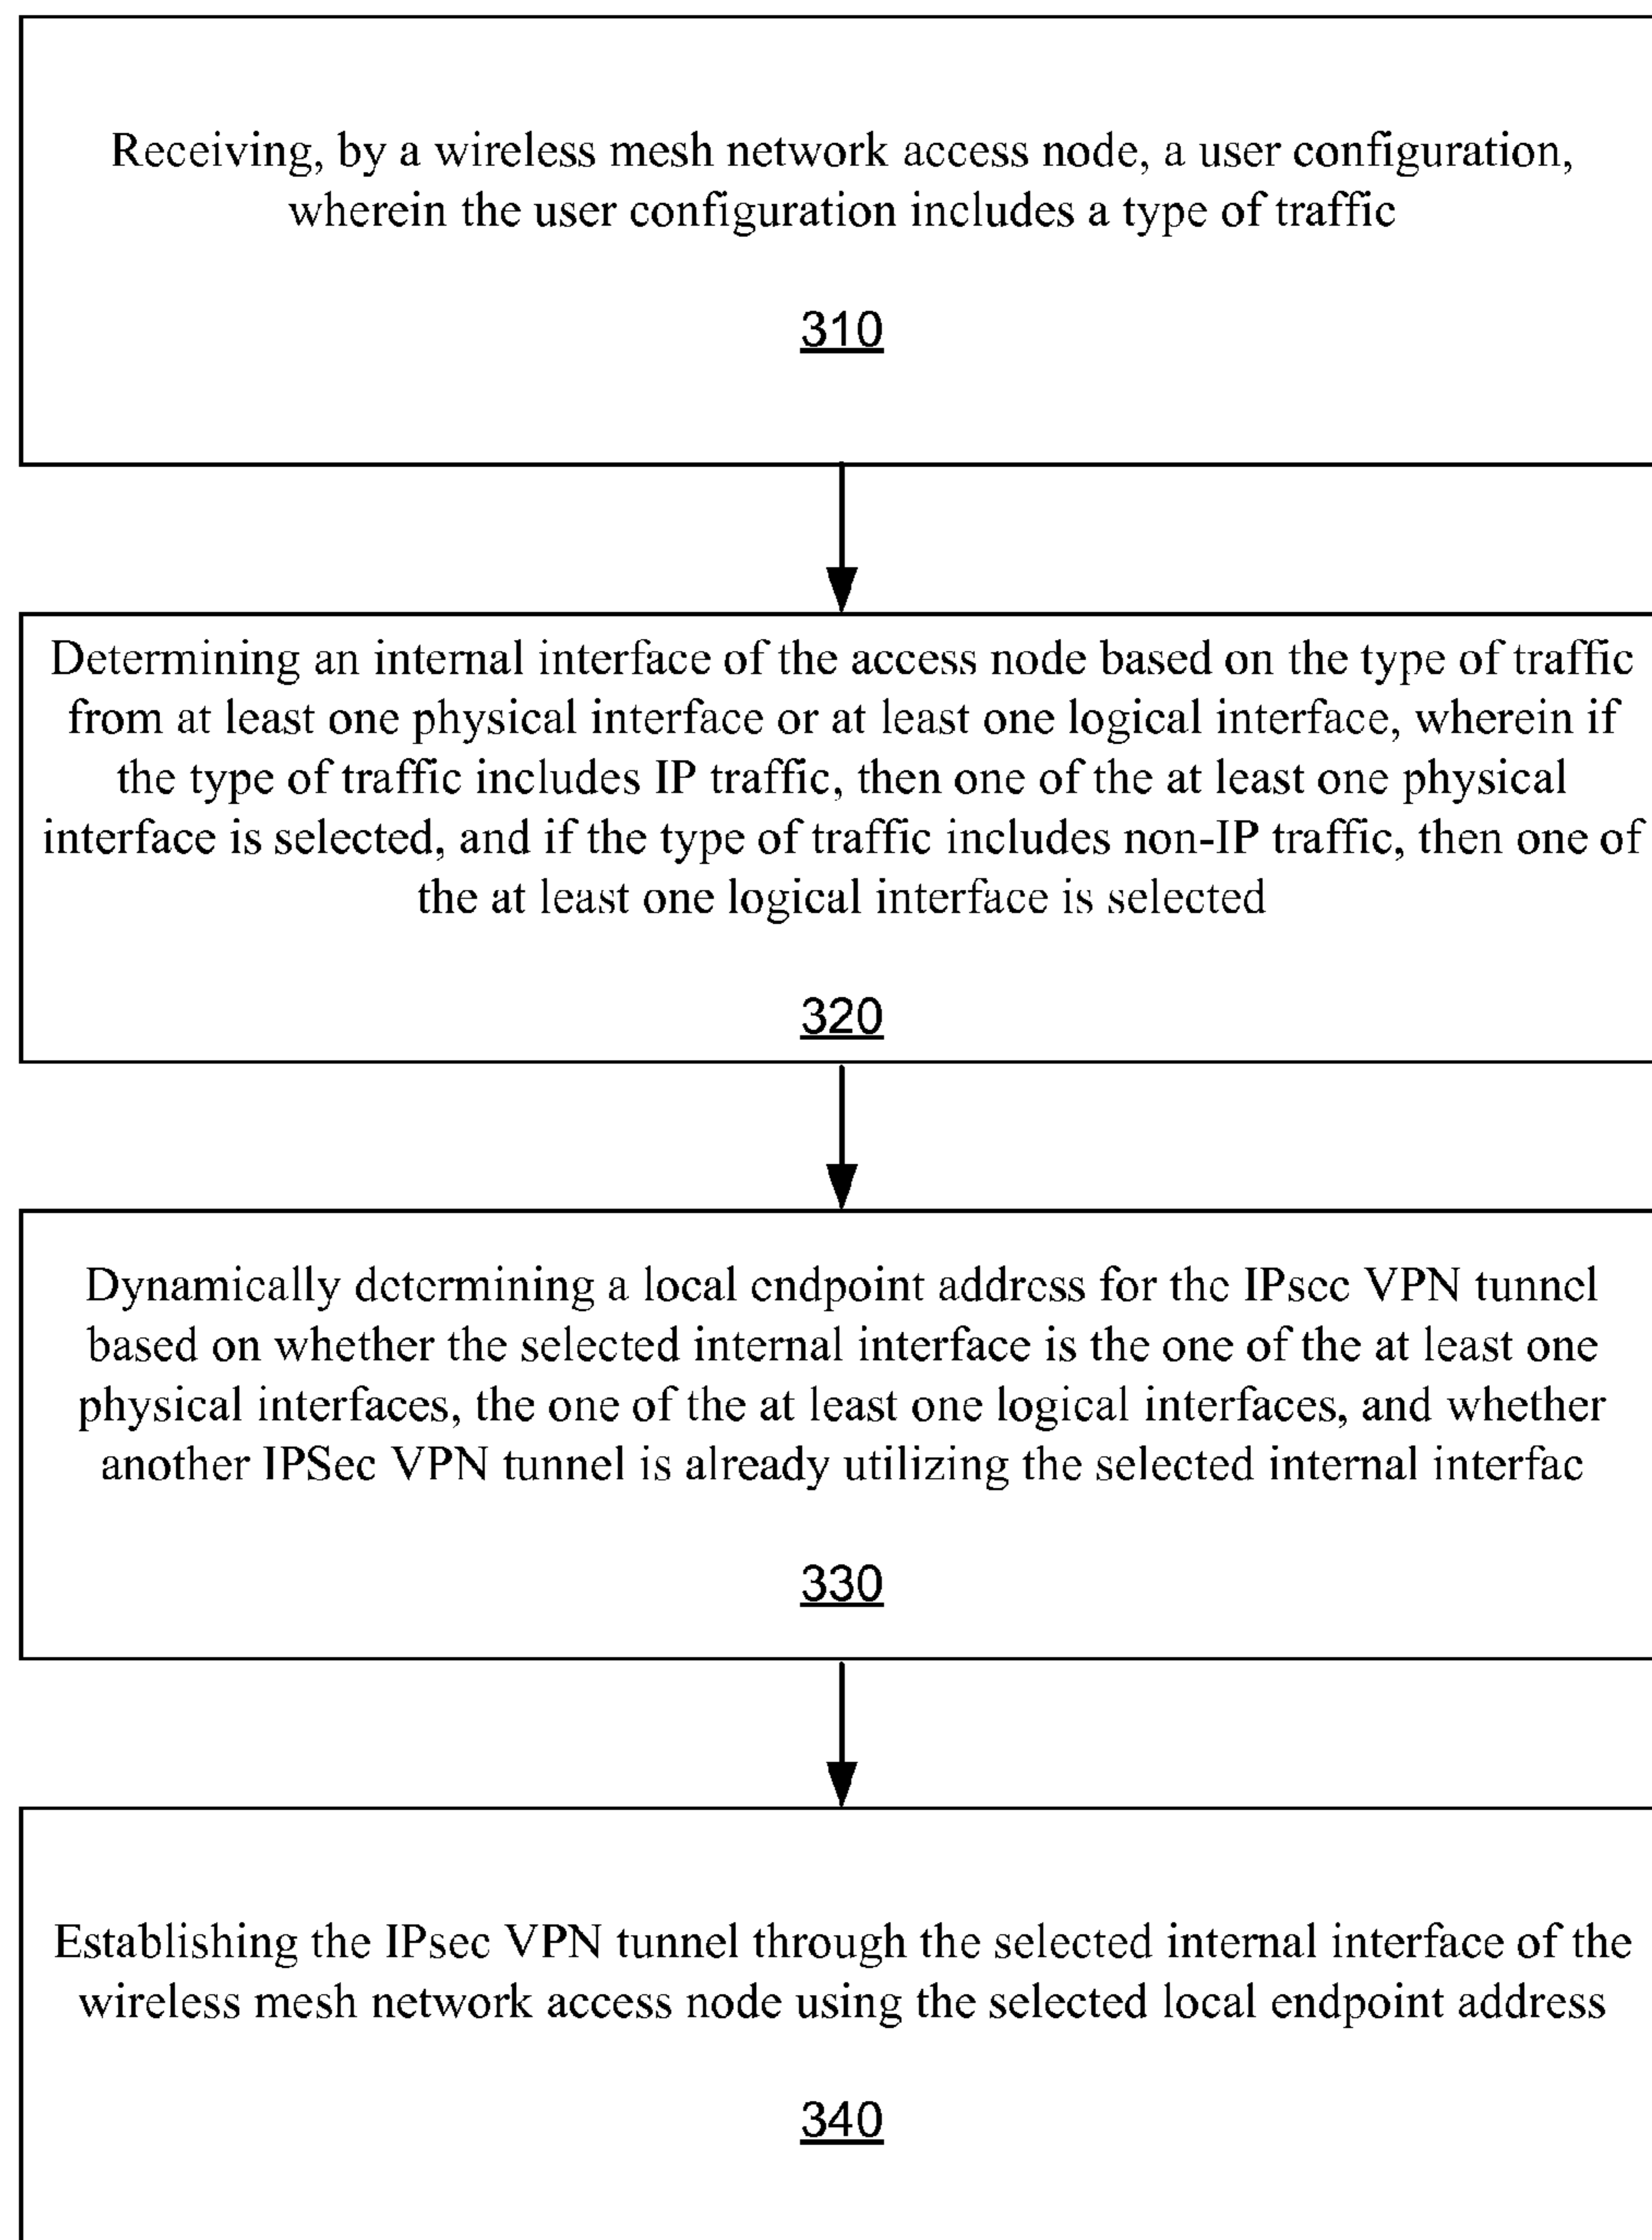 Receiving, by a wireless mesh network access node, a user configuration,
wherein the user configuration includes a type of traffic
310
Determining an internal interface of the access node based on the type of traffic
from at least one physical interface or at least one logical interface, wherein if
the type of traffic includes IP traffic, then one of the at least one physical
interface is selected, and if the type of traffic includes non-IP traffic, then one of
the at least one logical interface is selected
320
Dynamically determining a local endpoint address for the IPsec VPN tunnel
based on whether the selected internal interface is the one of the at least one
physical interfaces, the one of the at least one logical interfaces, and whether
another IPSec VPN tunnel is already utilizing the selected internal interfac
330
Establishing the IPsec VPN tunnel through the selected internal interface of the
wireless mesh network access node using the selected local endpoint address
340